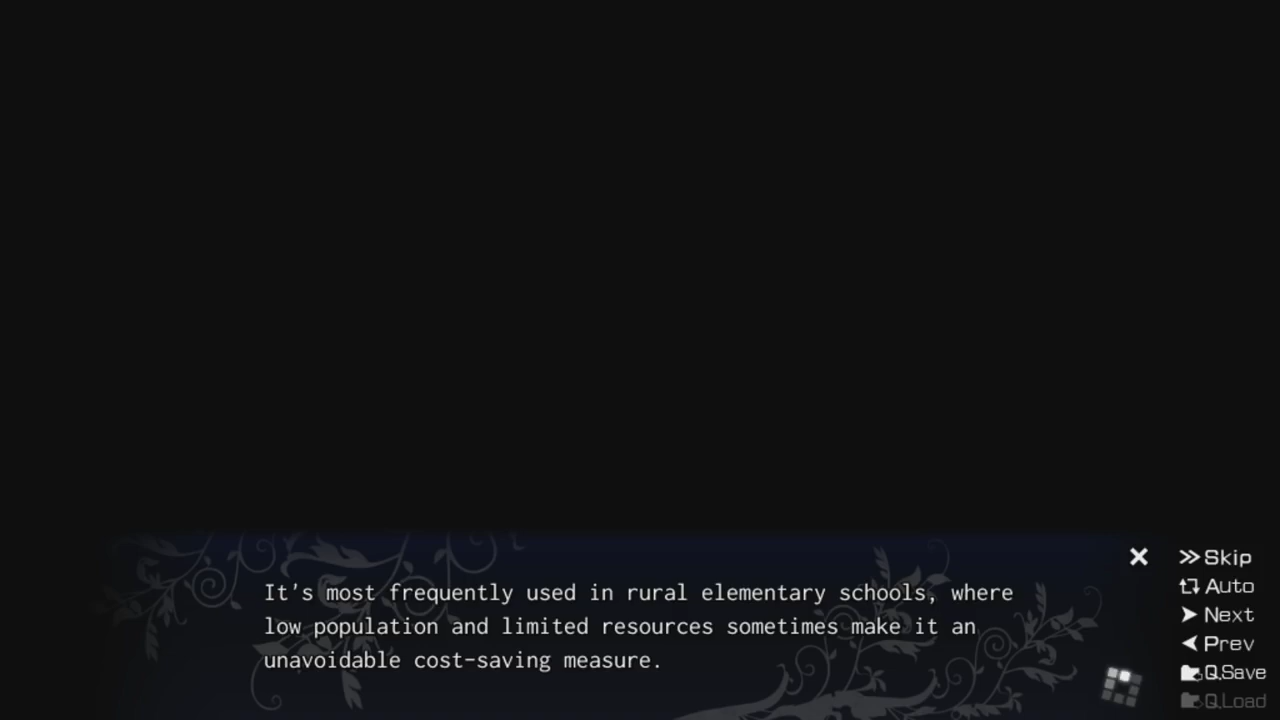 It's most frequently used in rural elementary schools, where
low population and limited resources sometimes make it an
unavoidable cost-saving measure.
Skip
Auto
Next
Prev
Q.Save
Q.Load